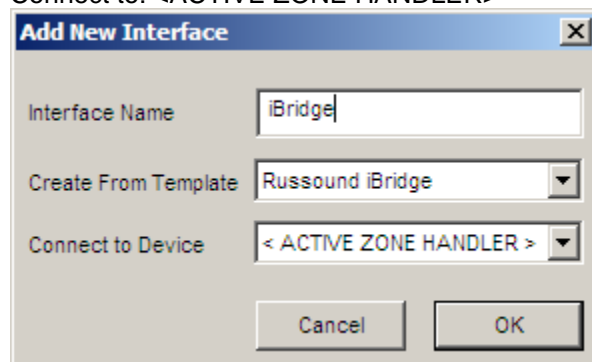 Connect to: <ACTIVE ZONE HANDLER>
Add New Interface
Interface Name iBridge
Create From Template Russound iBridge
Connect to Device < ACTIVE ZONE HANDLER >
Cancel OK